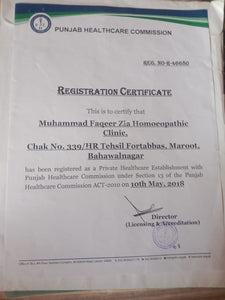 PUNJAB HEALTHCARE COMMISSION
REG. NO-R-46680
REGISTRATION CERTIFICATE
This is to certify that
Muhammad Faqeer Zia Homoeopathic
Clinic,
Chak No. 339/HR Tehsil Fortabbas, Maroot,
Bahawalnagar
has been registered as a Private Healthcare Establishment with
Punjab Healthcare Commission under Section 13 of the Punjab
Healthcare Commission ACT-2010 on 10th May, 2018
Director
(Licensing & Accreditation)